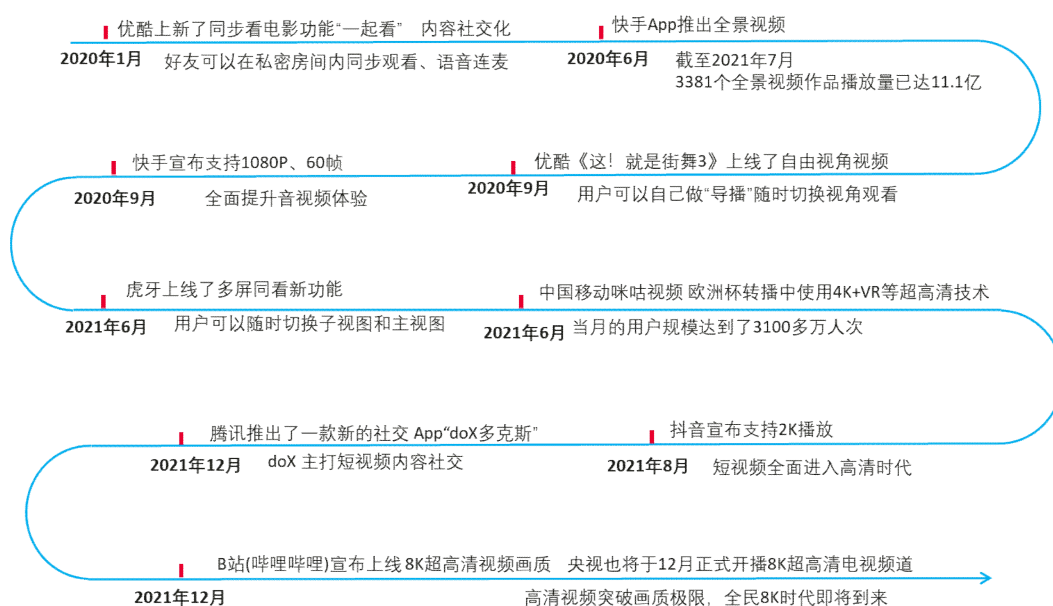 优酷上新了同步看电影功能“一起看” 内容社交化
2020年1月
好友可以在私密房间内同步观看、语音连麦
快手App推出全景视频
2020年6月
截至2021年7月
3381个全景视频作品播放量已达11.1亿
优酷《这！就是街舞3》上线了自由视角视频
2020年9月
用户可以自己做“导播”随时切换视角观看
快手宣布支持1080P、60帧
2020年9月
全面提升音视频体验
虎牙上线了多屏同看新功能
2021年6月
用户可以随时切换子视图和主视图
中国移动咪咕视频 欧洲杯转播中使用4K+VR等超高清技术
2021年6月
当月的用户规模达到了3100多万人次
抖音宣布支持2K播放
2021年8月
短视频全面进入高清时代
腾讯推出了一款新的社交 App“doX多克斯”
2021年12月
doX 主打短视频内容社交
B站(哔哩哔哩)宣布上线 8K超高清视频画质 央视也将于12月正式开播8K超高清电视频道
2021年12月
高清视频突破画质极限，全民8K时代即将到来